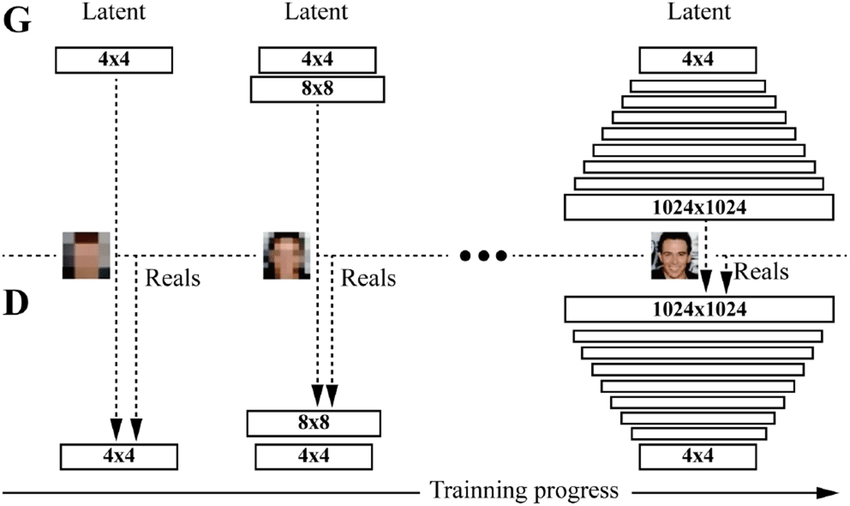 G
Latent
Latent
Latent
4x4
4x4
4x4
8x8
1024x1024
Reals
Reals
Reals
D
1024x1024
8x8
4x4
4x4
4x4
Trainning progress